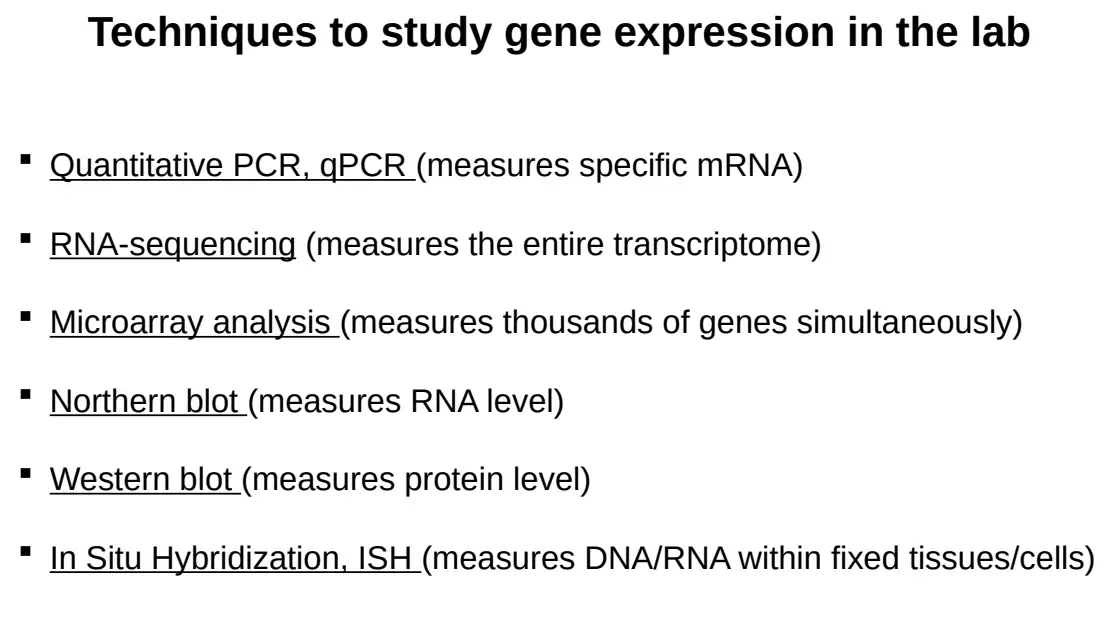 Techniques to study gene expression in the lab
▪ Quantitative PCR, qPCR (measures specific mRNA)
▪ RNA-sequencing (measures the entire transcriptome)
▪ Microarray analysis (measures thousands of genes simultaneously)
▪ Northern blot (measures RNA level)
▪ Western blot (measures protein level)
▪ In Situ Hybridization, ISH (measures DNA/RNA within fixed tissues/cells)